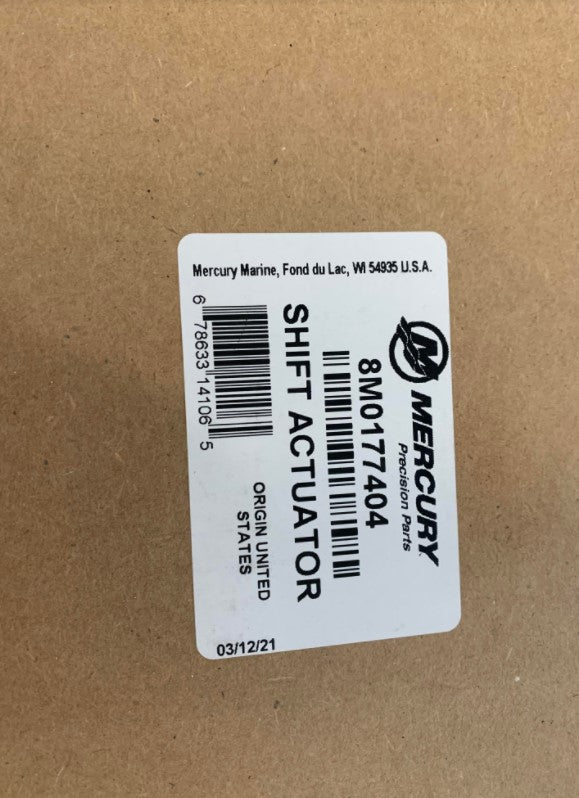 Mercury Marine, Fond du Lac, WI 54935 U.S.A.
MERCURY
Precision Parts
8M0177404
SHIFT ACTUATOR
6 78633 14106 5
ORIGIN UNITED
STATES
03/12/21